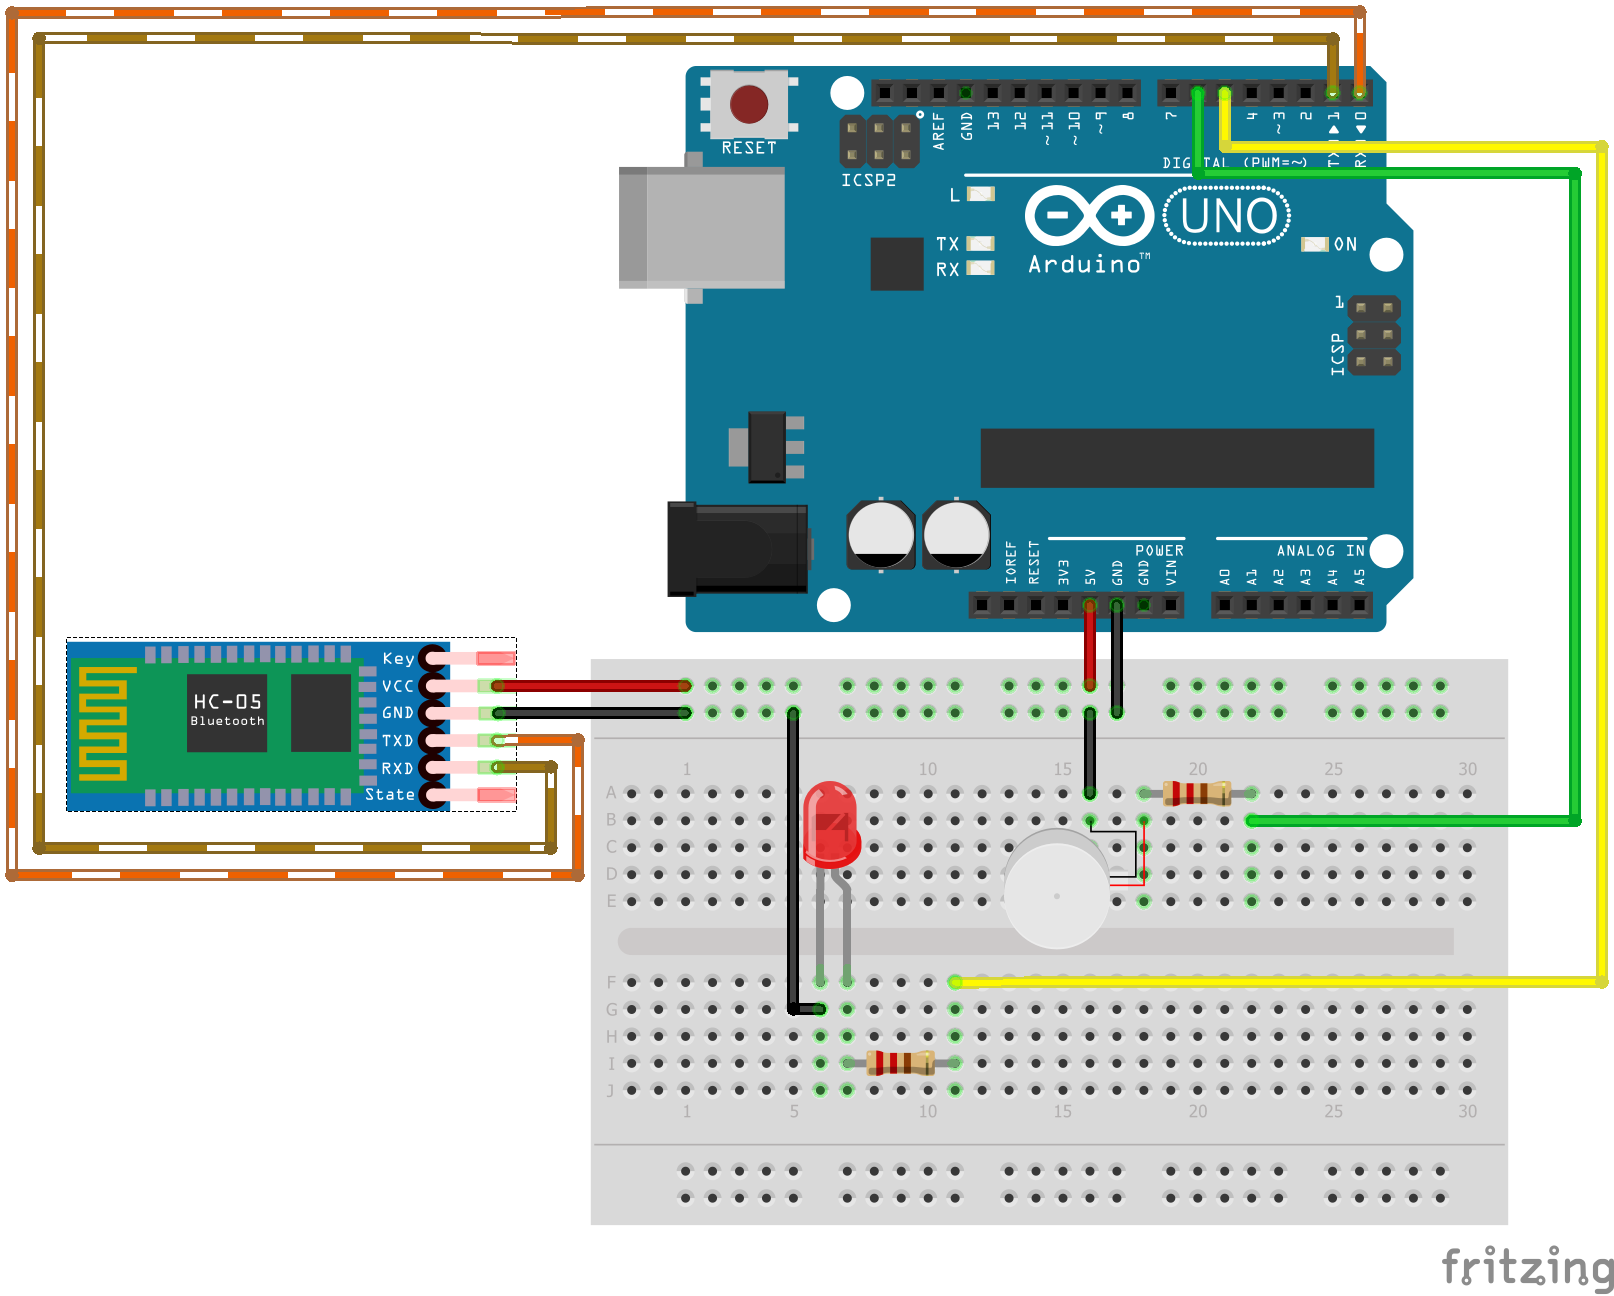 RESET
ICSP2
AREF
GND
13
12
~11
~10
~9
8
7
4
~3
2
TX 1
RX 0
DIGITAL (PWM=~)
L
TX
RX
UNO
ON
Arduino™
1
ICSP
IOREF
RESET
3V3
5V
GND
GND
VIN
POWER
ANALOG IN
A0
A1
A2
A3
A4
A5
HC-05
Bluetooth
Key
VCC
GND
TXD
RXD
State
1 10 15 20 25 30
A
B
C
D
E
F
G
H
I
J
1 5 10 15 20 25 30
fritzing